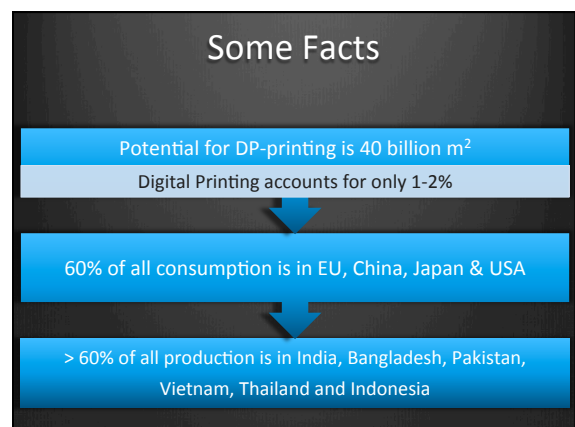 Some Facts
Potential for DP-printing is 40 billion m²
Digital Printing accounts for only 1-2%
60% of all consumption is in EU, China, Japan & USA
> 60% of all production is in India, Bangladesh, Pakistan,
Vietnam, Thailand and Indonesia